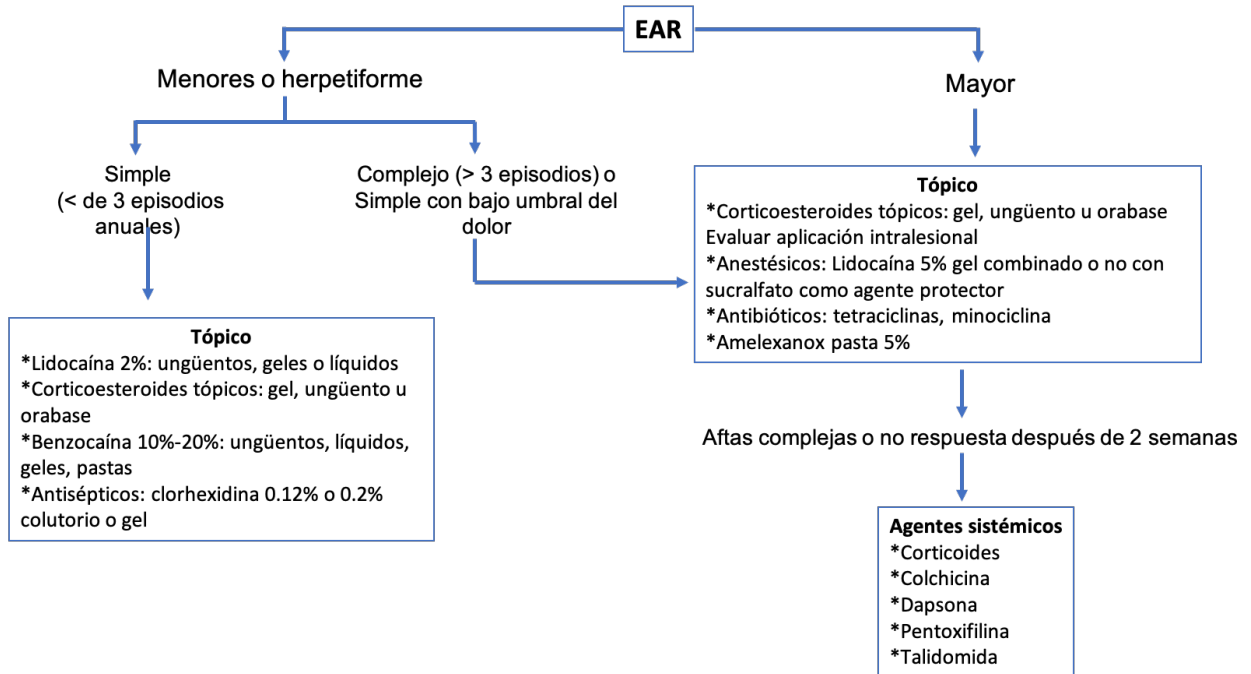 EAR
Menores o herpetiforme
Mayor
Simple
(< de 3 episodios
anuales)
Complejo (> 3 episodios) o
Simple con bajo umbral del
dolor
Tópico
*Lidocaína 2%: ungüentos, geles o líquidos
*Corticoesteroides tópicos: gel, ungüento u
orabase
*Benzocaína 10%-20%: ungüentos, líquidos,
geles, pastas
*Antisépticos: clorhexidina 0.12% o 0.2%
colutorio o gel
Tópico
*Corticoesteroides tópicos: gel, ungüento u orabase
Evaluar aplicación intralesional
*Anestésicos: Lidocaína 5% gel combinado o no con
sucralfato como agente protector
*Antibióticos: tetraciclinas, minociclina
*Amelexanox pasta 5%
Aftas complejas o no respuesta después de 2 semanas
Agentes sistémicos
*Corticoides
*Colchicina
*Dapsona
*Pentoxifilina
*Talidomida